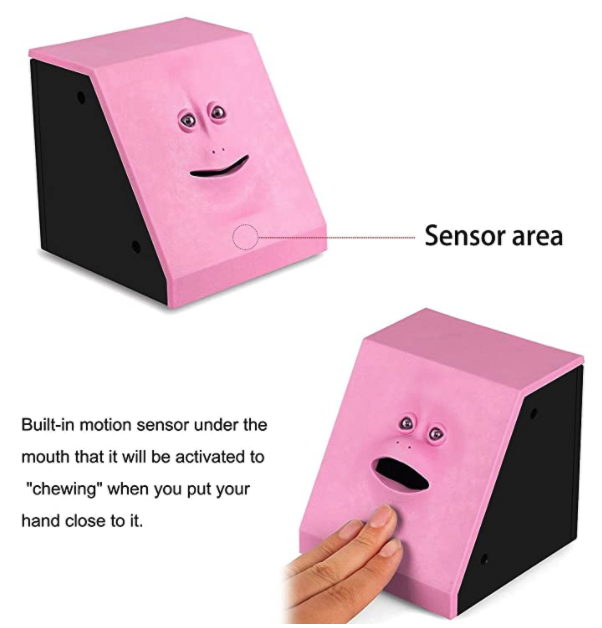 Sensor area
Built-in motion sensor under the
mouth that it will be activated to
"chewing" when you put your
hand close to it.